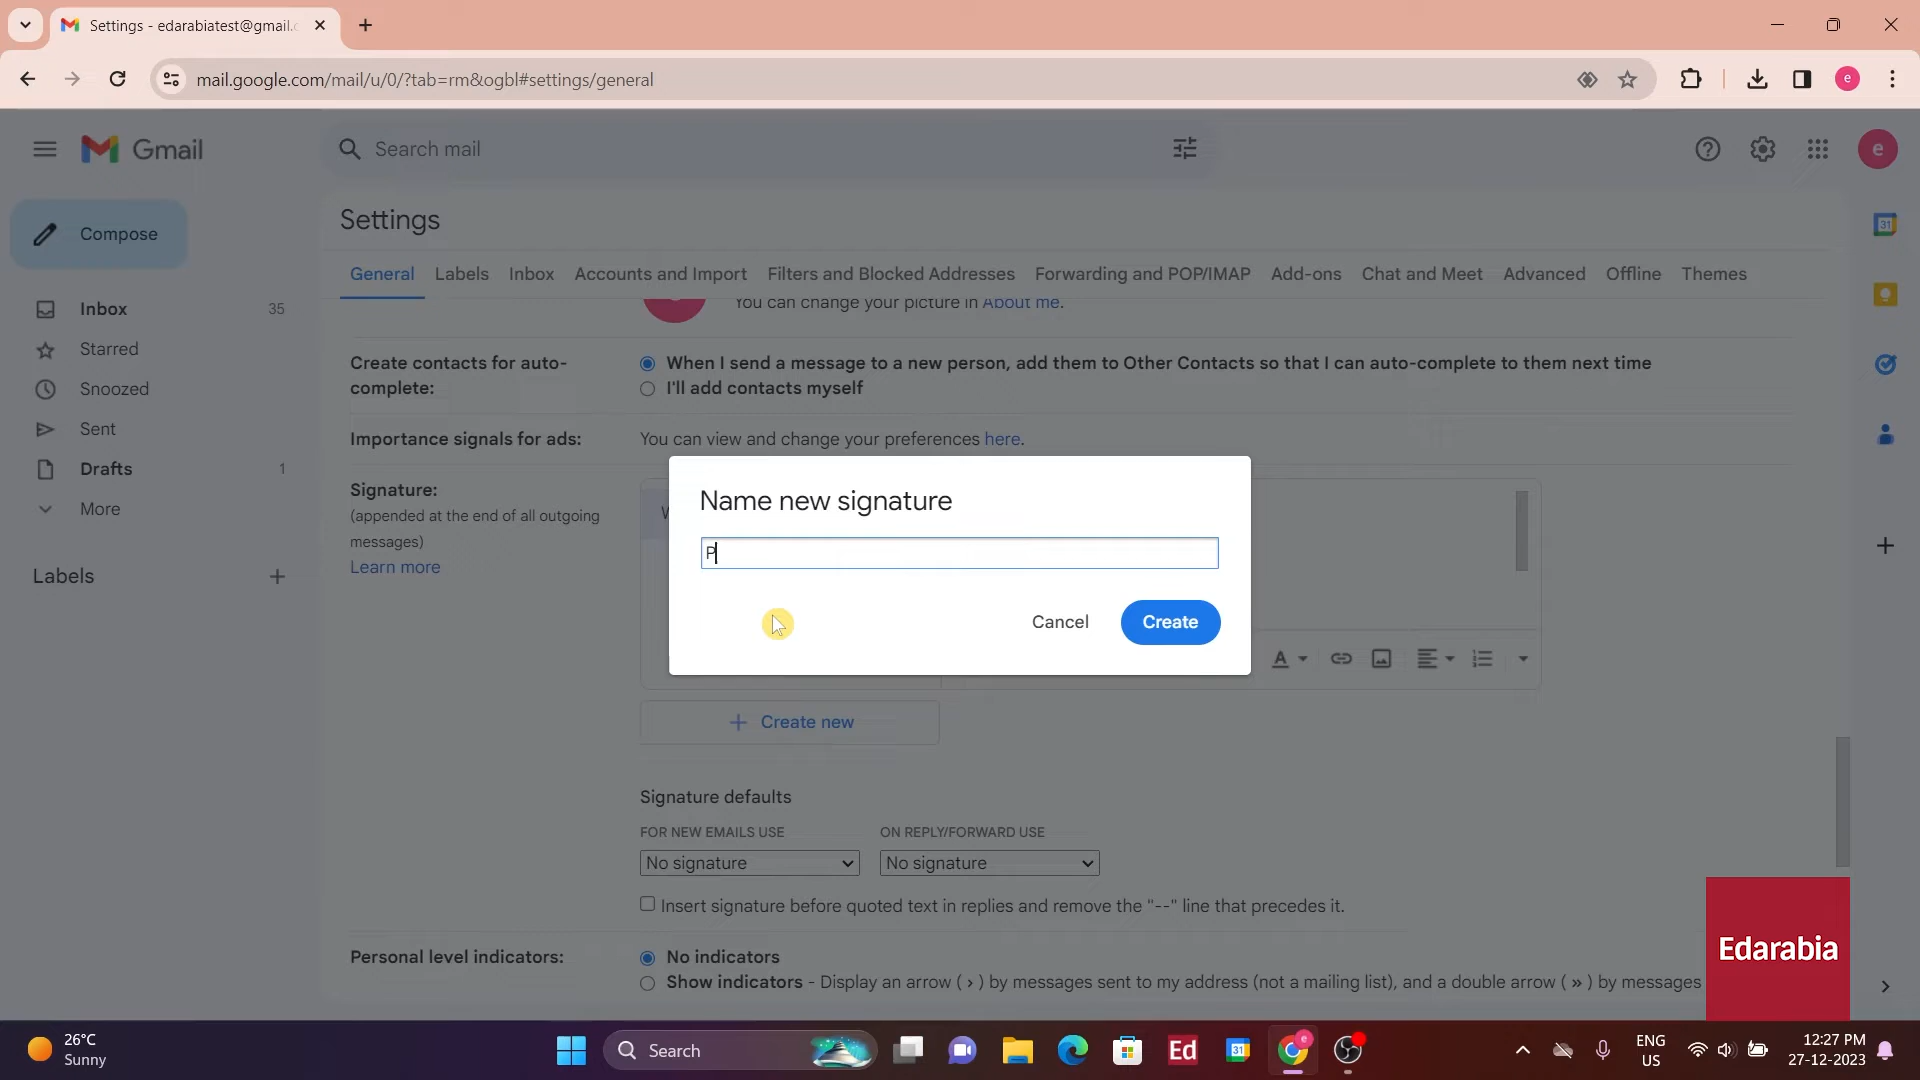 Settings - edarabiatest@gmail.
mail.google.com/mail/u/0/?tab=rm&ogbl#settings/general
e
Gmail
Search mail
e
Compose
Settings
General Labels Inbox Accounts and Import Filters and Blocked Addresses Forwarding and POP/IMAP Add-ons Chat and Meet Advanced Offline Themes
31
Inbox 35
Starred
Snoozed
Sent
Drafts 1
More
Labels
You can change your picture in About me.
Create contacts for auto-
complete:
When I send a message to a new person, add them to Other Contacts so that I can auto-complete to them next time
I'll add contacts myself
Importance signals for ads:
You can view and change your preferences here.
Signature:
(appended at the end of all outgoing
messages)
Learn more
Name new signature
P
Cancel Create
A
Create new
Signature defaults
FOR NEW EMAILS USE ON REPLY/FORWARD USE
No signature No signature
Insert signature before quoted text in replies and remove the "--" line that precedes it.
Personal level indicators:
No indicators
Show indicators - Display an arrow ( › ) by messages sent to my address (not a mailing list), and a double arrow ( » ) by messages
Edarabia
26°C
Sunny
Search
Ed
31
e
ENG
US
12:27 PM
27-12-2023